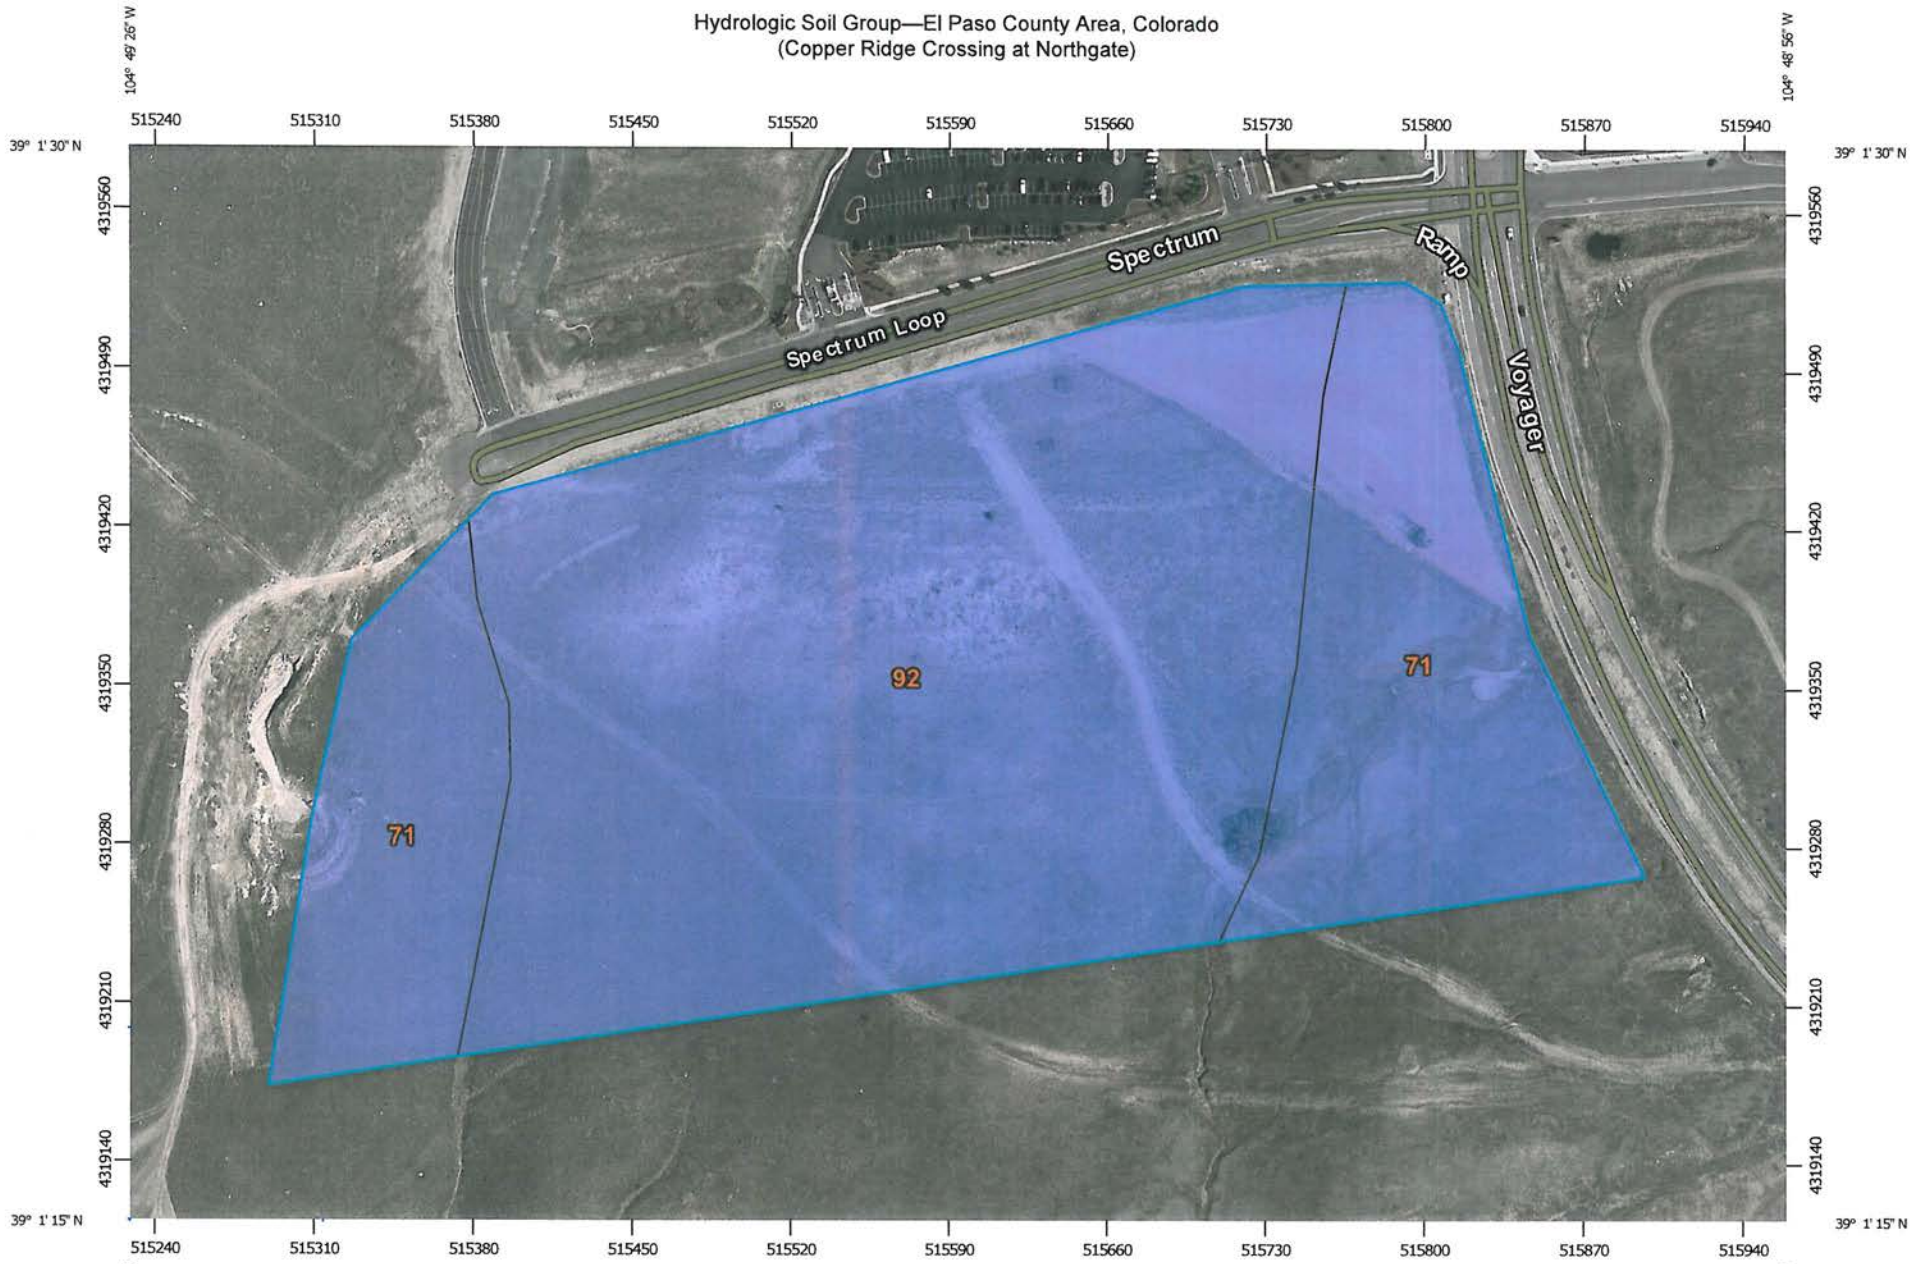 Hydrologic Soil Group—El Paso County Area, Colorado
(Copper Ridge Crossing at Northgate)
104° 49' 26" W
104° 48' 56" W
515240 515310 515380 515450 515520 515590 515660 515730 515800 515870 515940
39° 1' 30" N
39° 1' 30" N
4319560
4319560
Spectrum
Ramp
Spectrum Loop
4319490
4319490
Voyager
4319420
4319420
4319350
92
71
4319350
4319280
71
4319280
4319210
4319210
4319140
4319140
39° 1' 15" N
39° 1' 15" N
515240 515310 515380 515450 515520 515590 515660 515730 515800 515870 515940